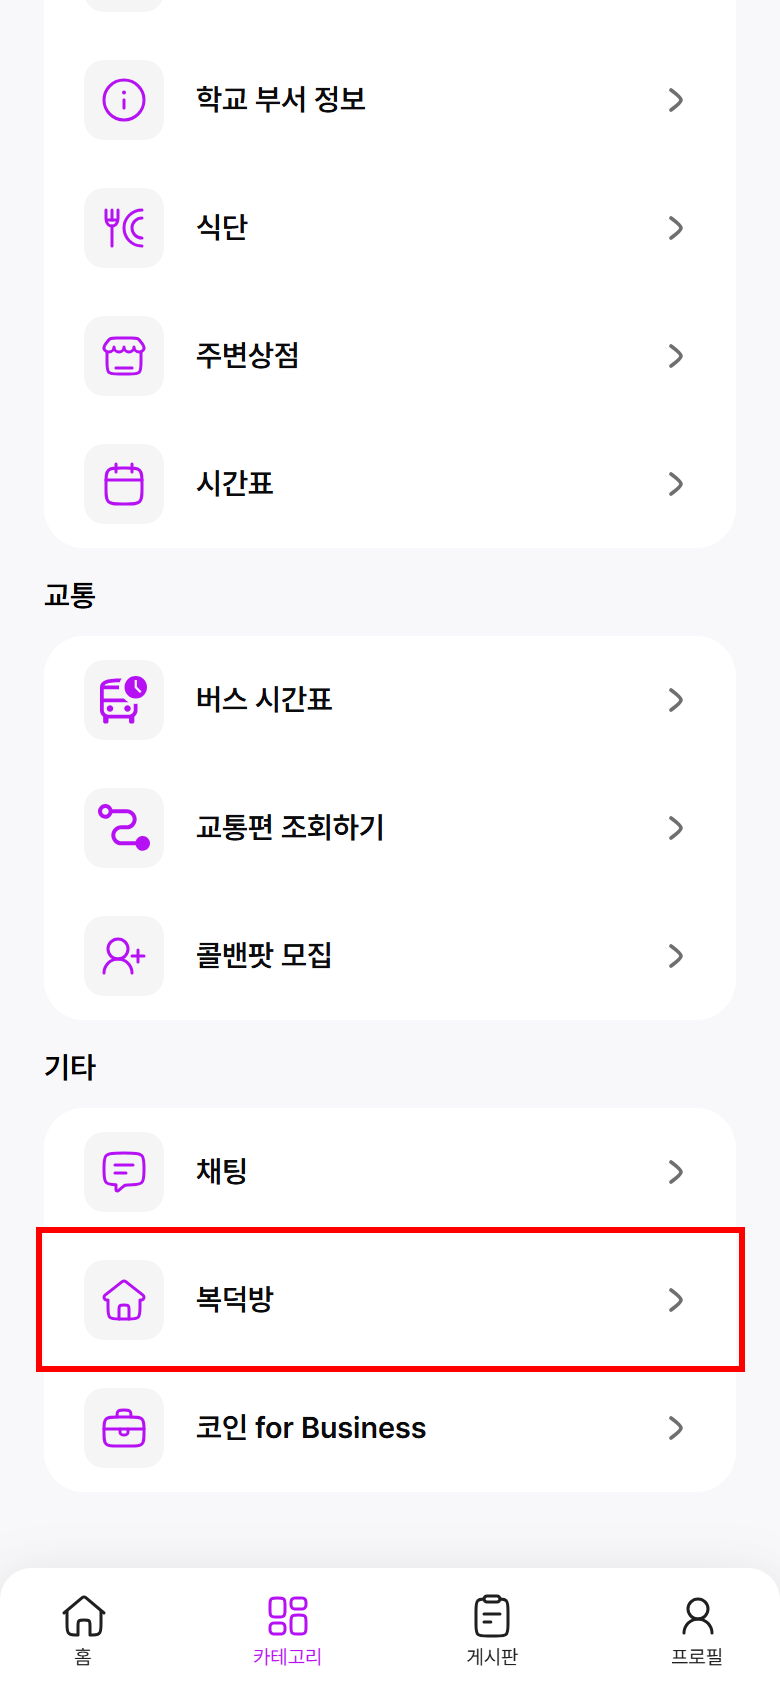 학교 부서 정보
식단
주변상점
시간표
교통
버스 시간표
교통편 조회하기
콜밴팟 모집
기타
채팅
복덕방
코인 for Business
홈
카테고리
게시판
프로필